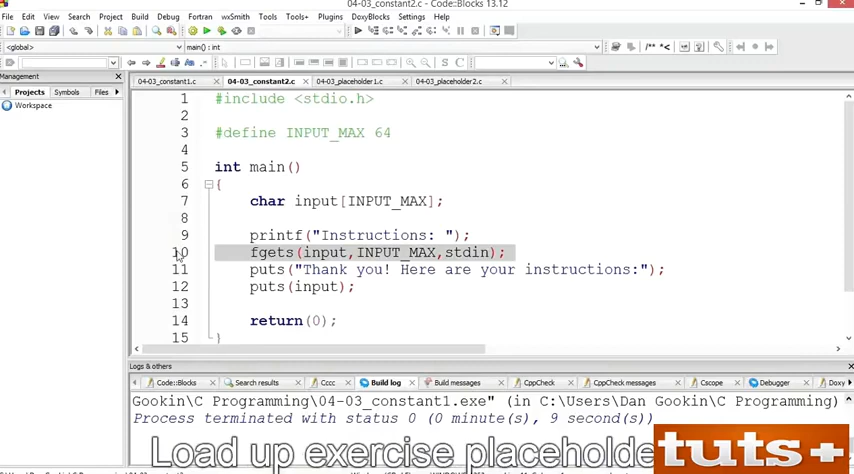 04-03_constant2.c - Code::Blocks 13.12
File Edit View Search Project Build Debug Fortran wxSmith Tools Tools+ Plugins DoxyBlocks Settings Help
<global> main() : int
Management
04-03_constant1.c 04-03_constant2.c 04-03_placeholder1.c 04-03_placeholder2.c
Projects Symbols Files
Workspace
1 #include <stdio.h>
2
3 #define INPUT_MAX 64
4
5 int main()
6 {
7 char input[INPUT_MAX];
8
9 printf("Instructions: ");
10 fgets(input,INPUT_MAX,stdin);
11 puts("Thank you! Here are your instructions:");
12 puts(input);
13
14 return(0);
15 }
Logs & others
Code::Blocks Search results Cccc Build log Build messages CppCheck CppCheck messages Cscope Debugger Doxy
Gookin\C Programming\04-03_constant1.exe" (in C:\Users\Dan Gookin\C Programming)
Process terminated with status 0 (0 minute(s), 9 second(s))
Load up exercise placeholde
tuts+